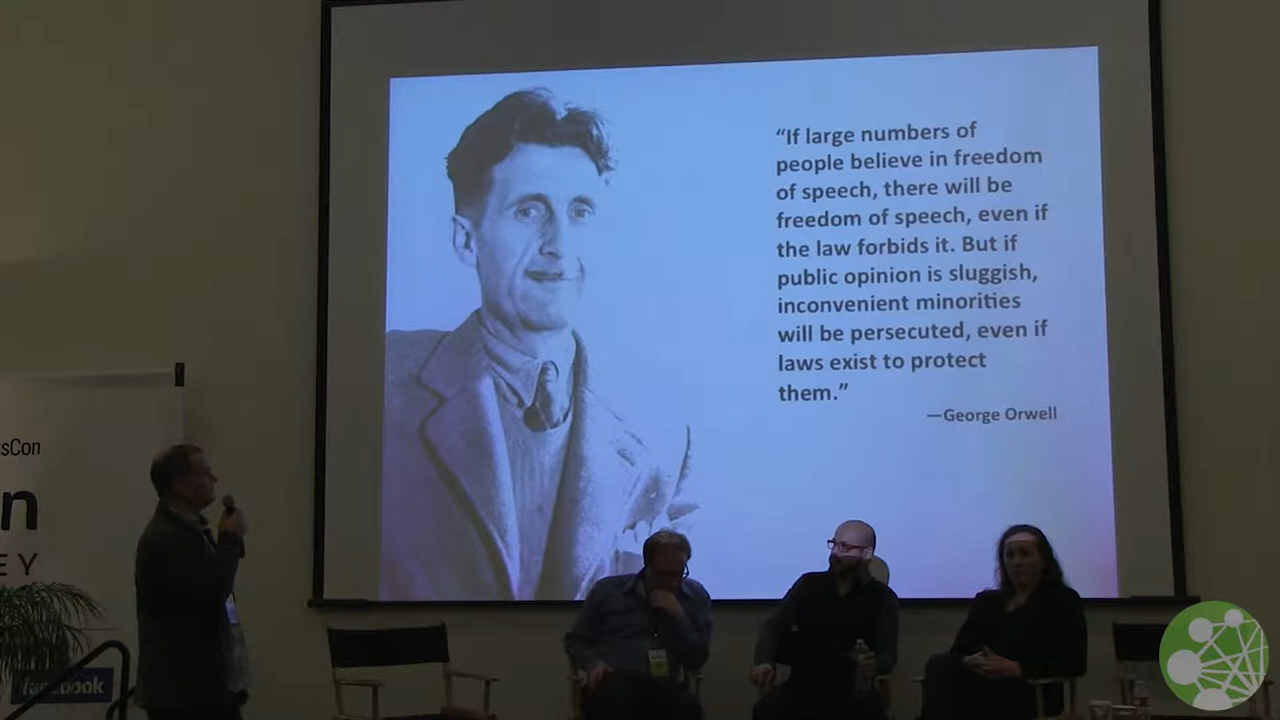 “If large numbers of
people believe in freedom
of speech, there will be
freedom of speech, even if
the law forbids it. But if
public opinion is sluggish,
inconvenient minorities
will be persecuted, even if
laws exist to protect
them.”
—George Orwell
sCon
n
EY
facebook